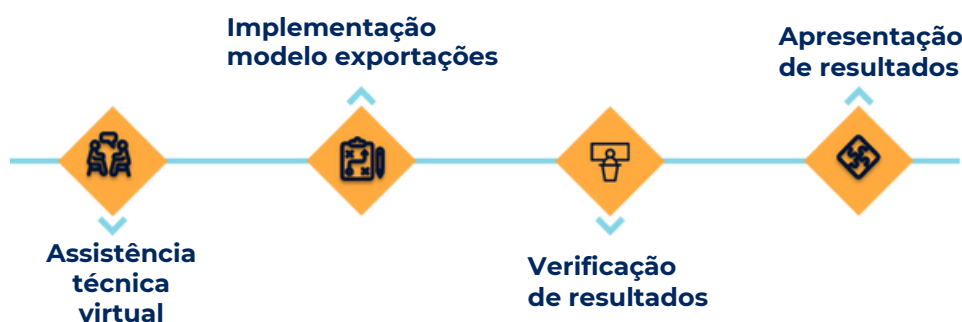 Assistência
técnica
virtual
Implementação
modelo exportações
Verificação
de resultados
Apresentação
de resultados